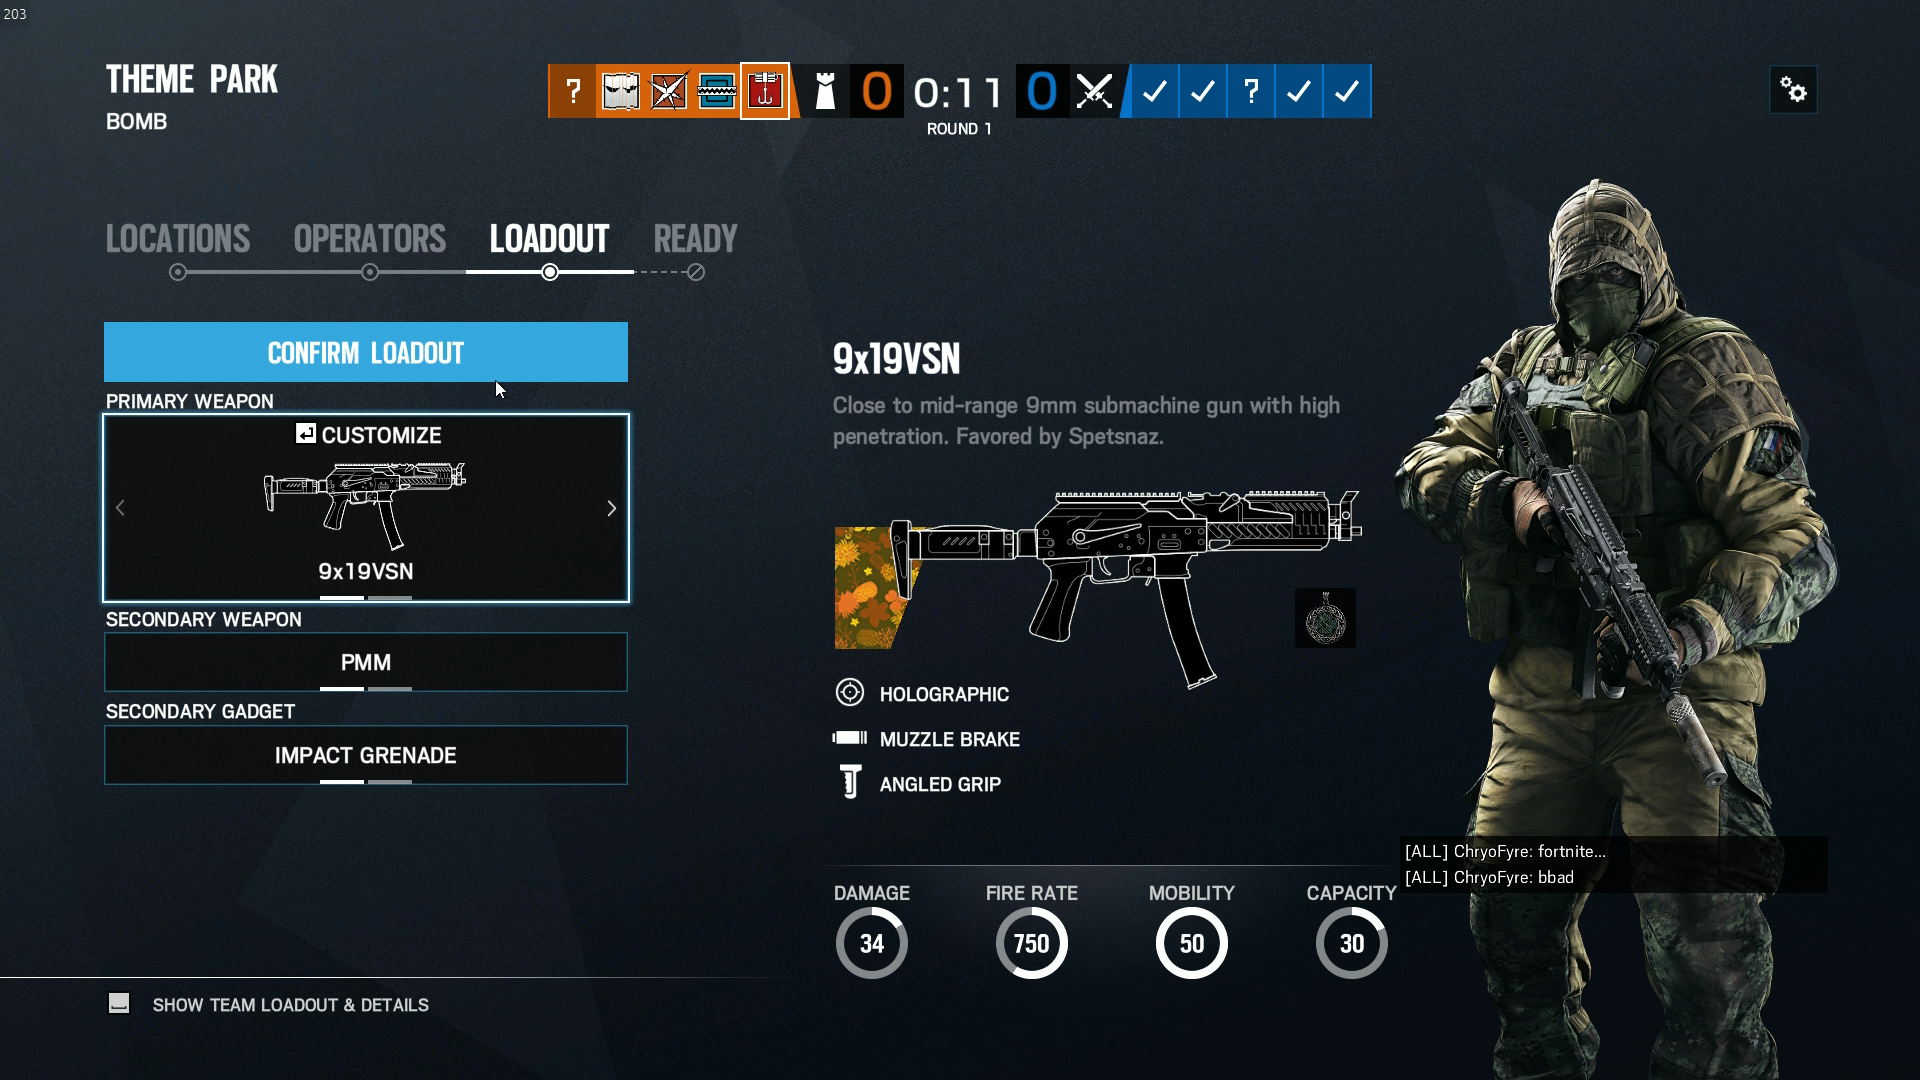 203
THEME PARK
BOMB
?
0
0:11
0
?
ROUND 1
LOCATIONS
OPERATORS
LOADOUT
READY
CONFIRM LOADOUT
PRIMARY WEAPON
CUSTOMIZE
9x19VSN
SECONDARY WEAPON
PMM
SECONDARY GADGET
IMPACT GRENADE
9x19VSN
Close to mid-range 9mm submachine gun with high
penetration. Favored by Spetsnaz.
HOLOGRAPHIC
MUZZLE BRAKE
ANGLED GRIP
[ALL] ChryoFyre: fortnite...
[ALL] ChryoFyre: bbad
DAMAGE
FIRE RATE
MOBILITY
CAPACITY
34
750
50
30
SHOW TEAM LOADOUT & DETAILS